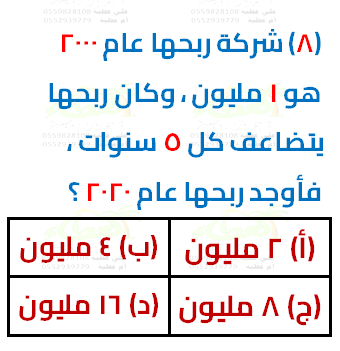 (٨) شركة ربحها عام ٢٠٠٠
هو ١ مليون ، وكان ربحها
يتضاعف كل ٥ سنوات ،
فأوجد ربحها عام ٢٠٢٠ ؟
(أ) ٢ مليون
(ب) ٤ مليون
(ج) ٨ مليون
(د) ١٦ مليون